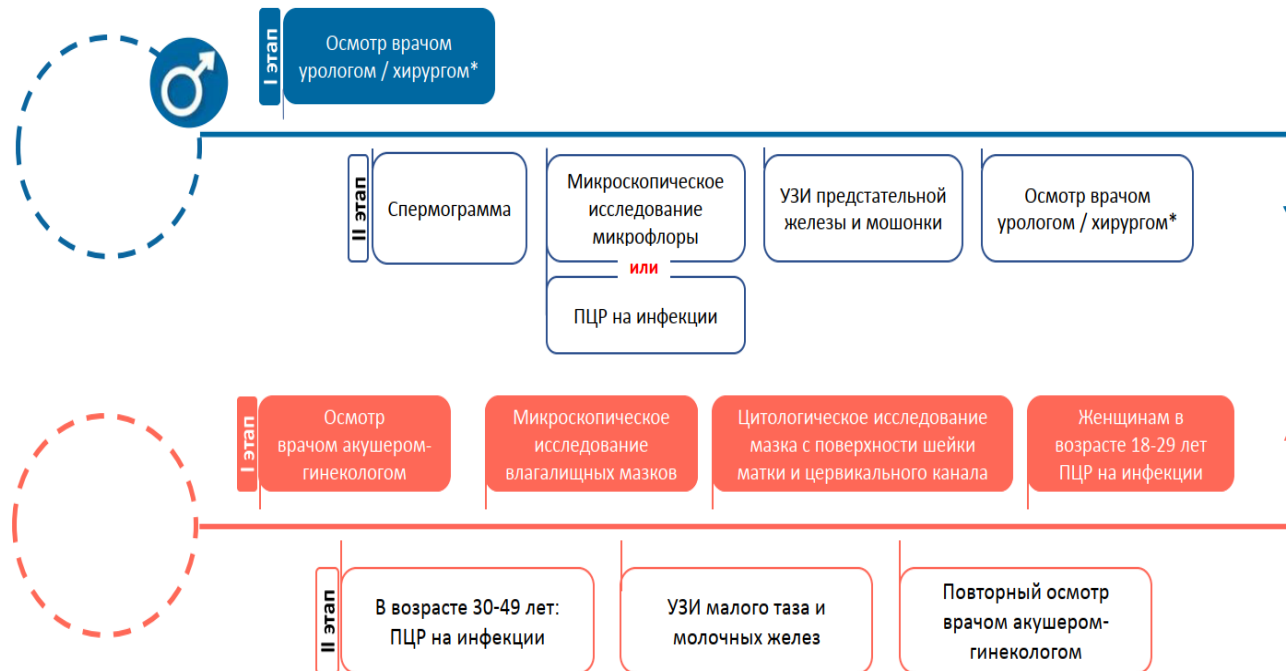 I этап
Осмотр врачом
урологом / хирургом*
II этап
Спермограмма
Микроскопическое
исследование
микрофлоры
или
ПЦР на инфекции
УЗИ предстательной
железы и мошонки
Осмотр врачом
урологом / хирургом*
I этап
Осмотр
врачом акушером-
гинекологом
Микроскопическое
исследование
влагалищных мазков
Цитологическое исследование
мазка с поверхности шейки
матки и цервикального канала
Женщинам в
возрасте 18-29 лет
ПЦР на инфекции
II этап
В возрасте 30-49 лет:
ПЦР на инфекции
УЗИ малого таза и
молочных желез
Повторный осмотр
врачом акушером-
гинекологом